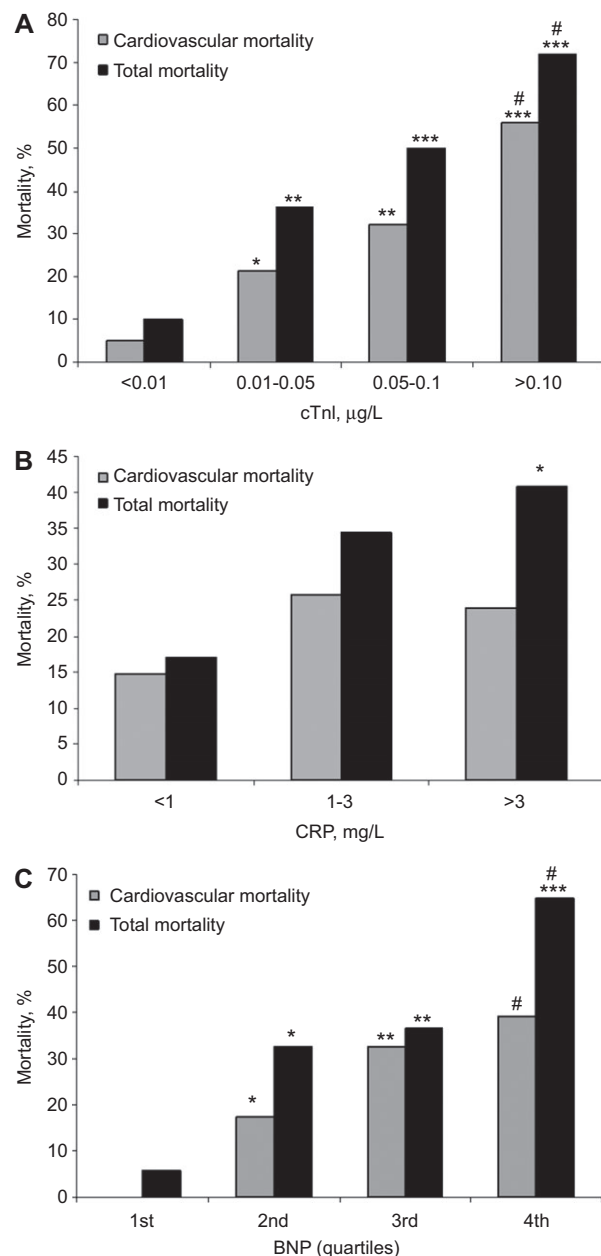 A
80
70
60
50
40
30
20
10
0
Mortality, %
Cardiovascular mortality
Total mortality
*
**
**
***
#
***
#
***
<0.01 0.01-0.05 0.05-0.1 >0.10
cTnI, μg/L
B
45
40
35
30
25
20
15
10
5
0
Mortality, %
Cardiovascular mortality
Total mortality
*
<1 1-3 >3
CRP, mg/L
C
70
60
50
40
30
20
10
0
Mortality, %
Cardiovascular mortality
Total mortality
*
*
**
**
#
#
***
1st 2nd 3rd 4th
BNP (quartiles)